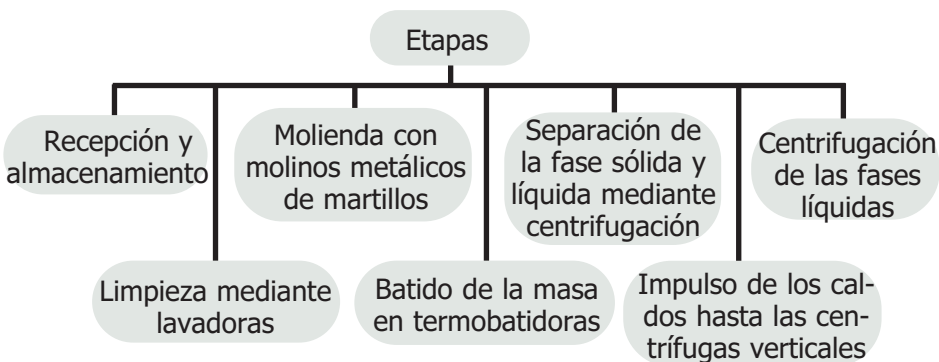 Etapas
Recepción y
almacenamiento
Limpieza mediante
lavadoras
Molienda con
molinos metálicos
de martillos
Batido de la masa
en termobatidoras
Separación de
la fase sólida y
líquida mediante
centrifugación
Impulso de los cal-
dos hasta las cen-
trífugas verticales
Centrifugación
de las fases
líquidas